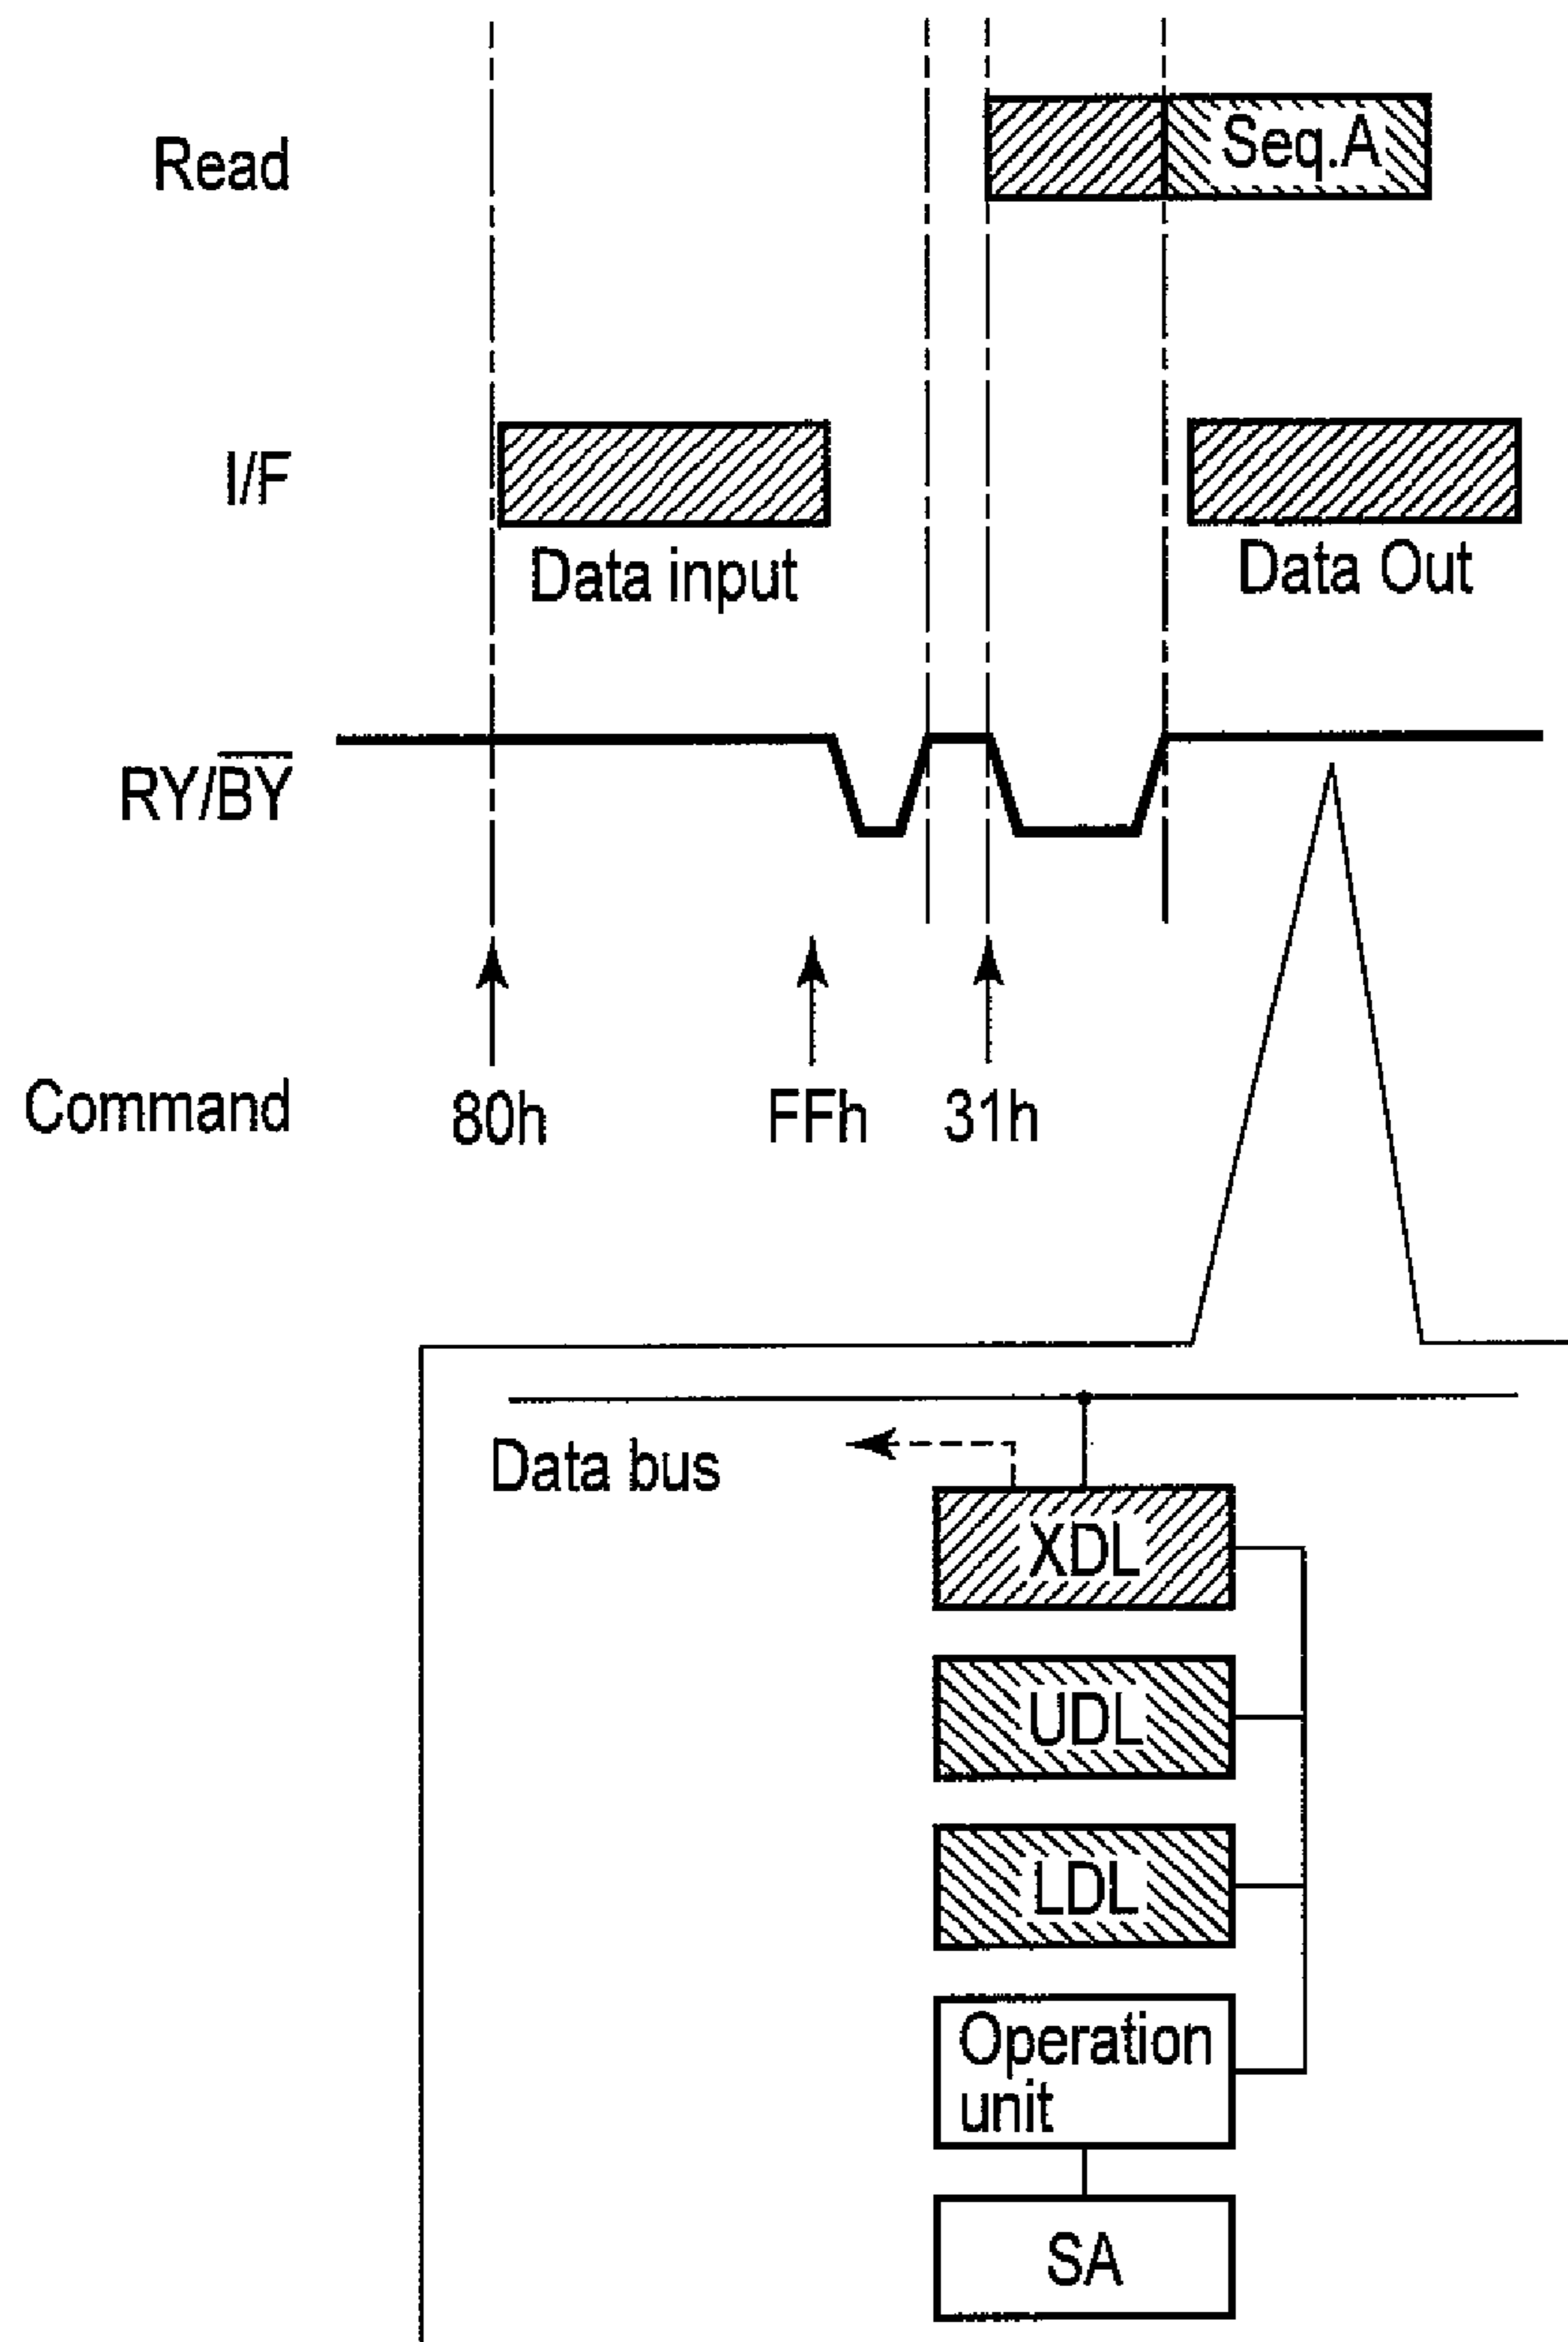 Read
Seq.A
I/F
Data input
Data Out
RY/B̅Y̅
Command
80h
FFh
31h
Data bus
XDL
UDL
LDL
Operation
unit
SA